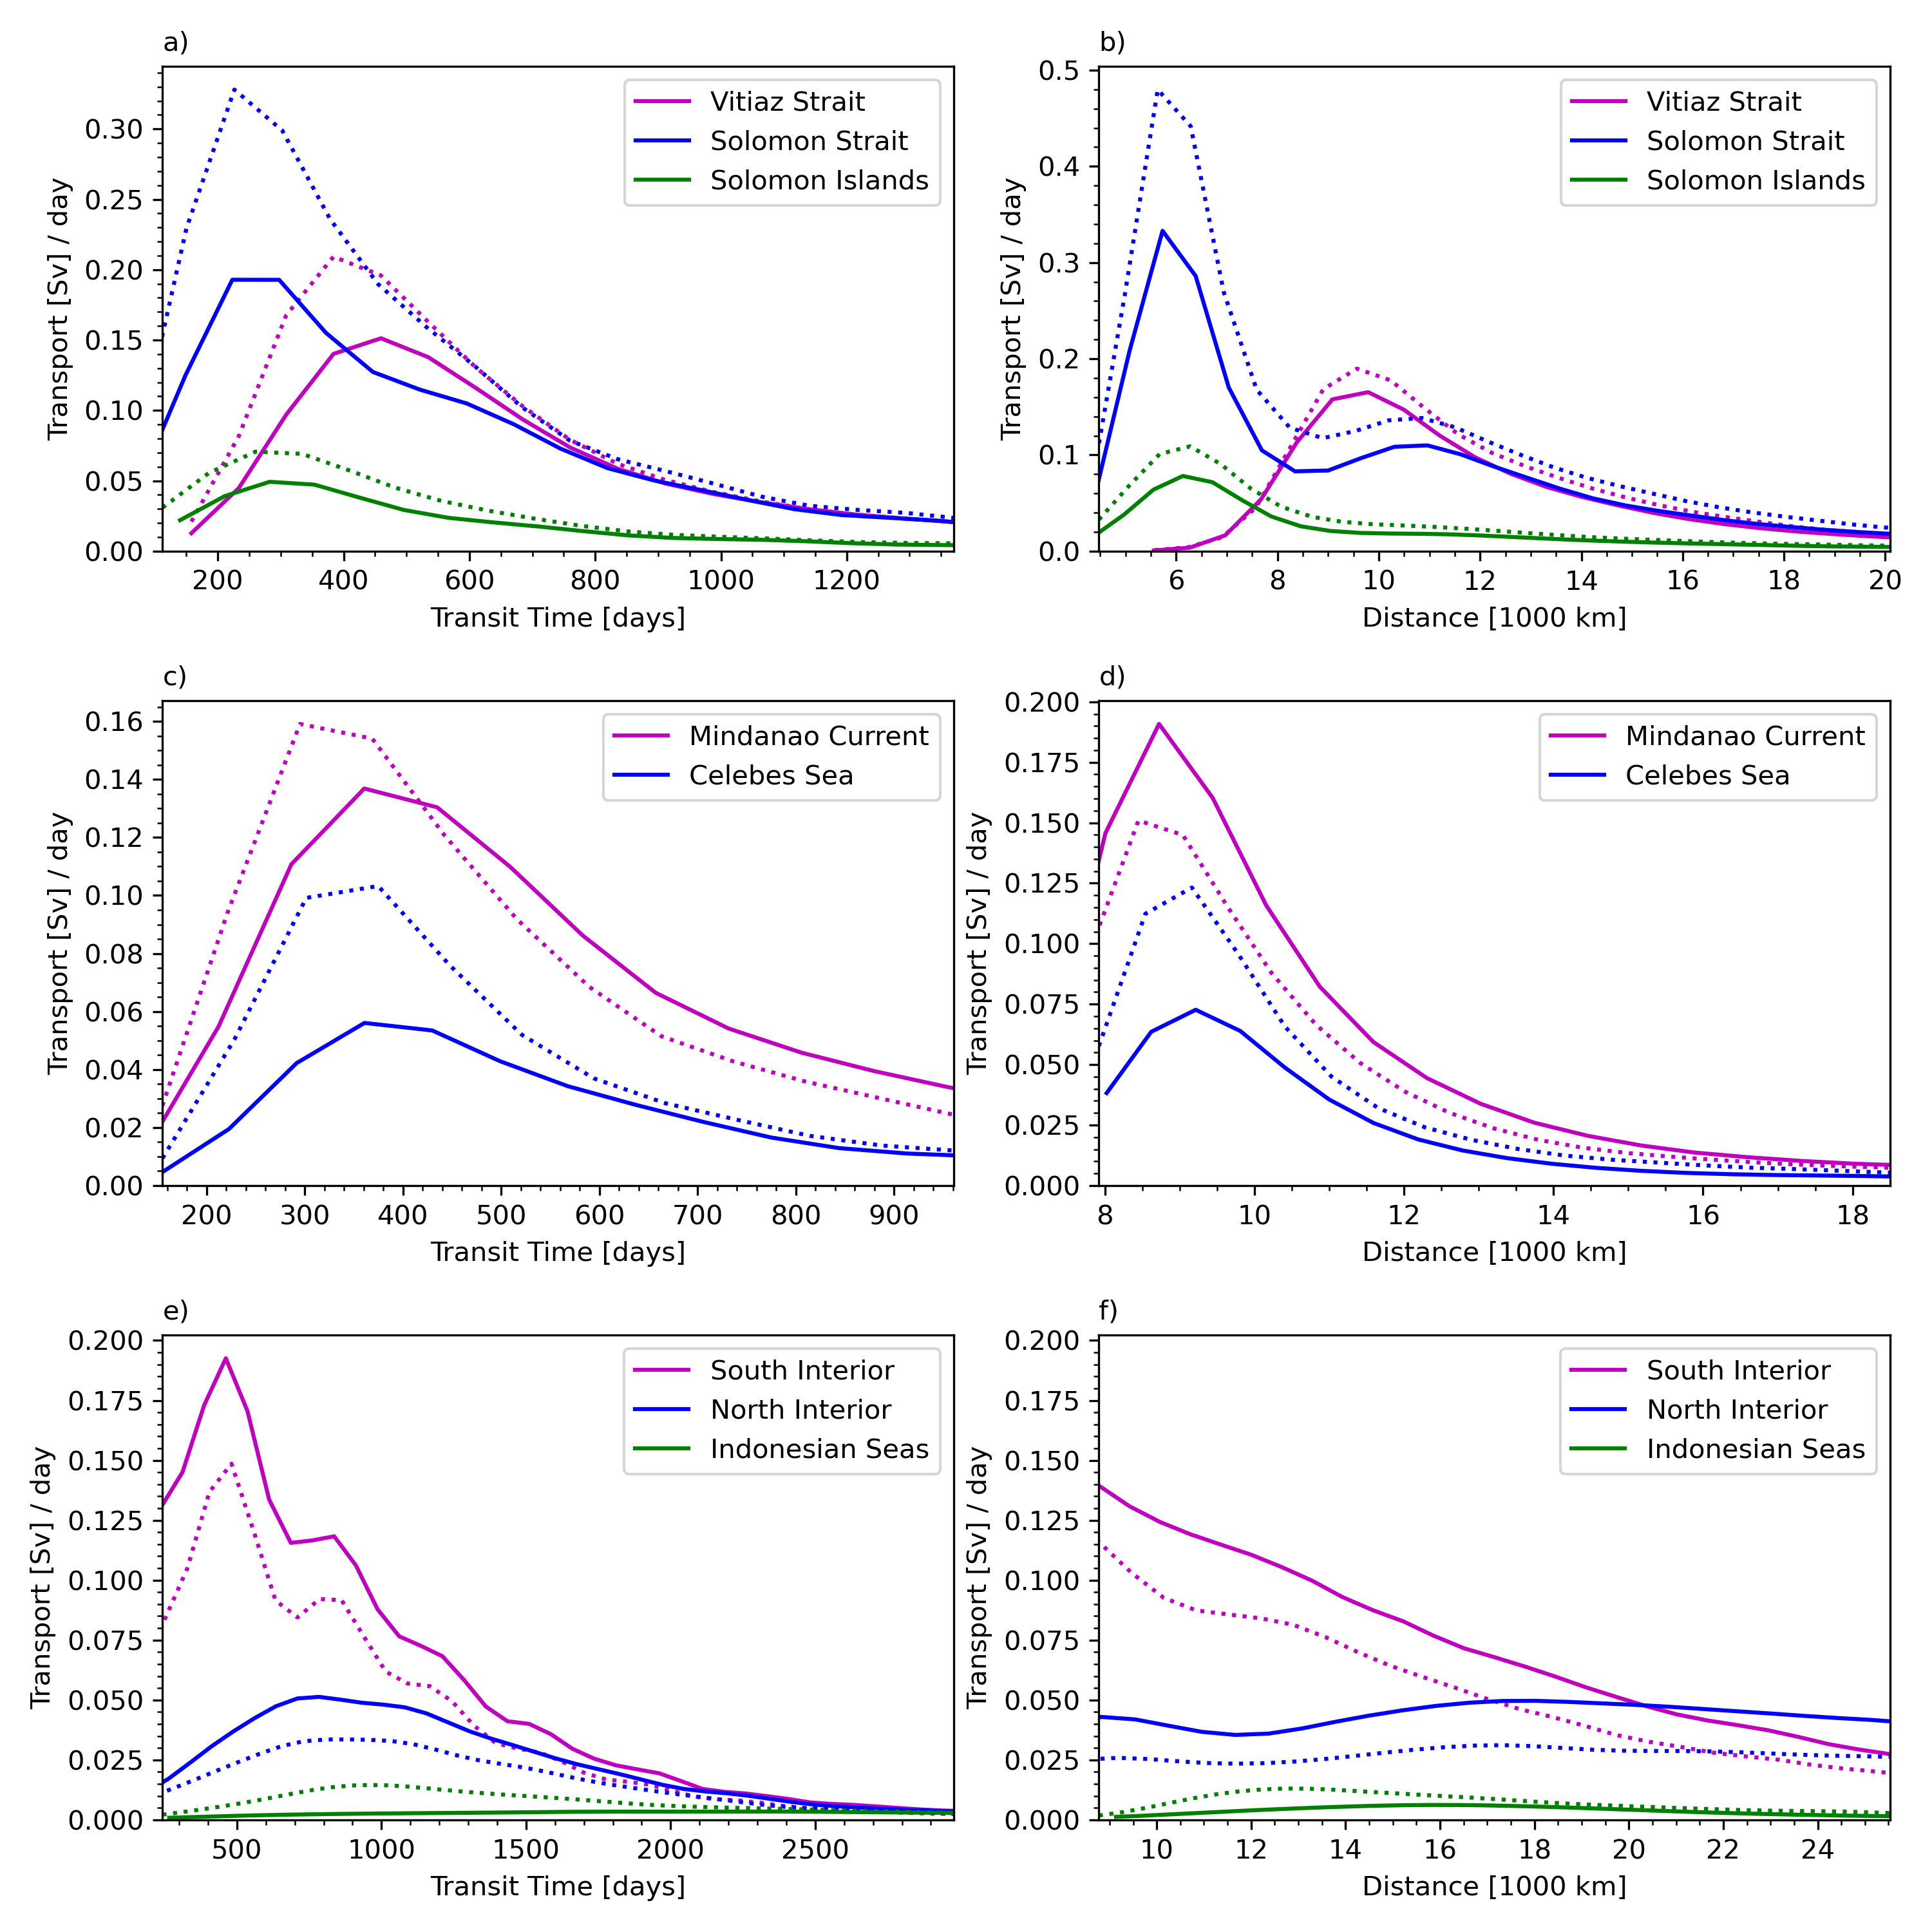 a)
Transport [Sv] / day
0.30
0.25
0.20
0.15
0.10
0.05
0.00
Vitiaz Strait
Solomon Strait
Solomon Islands
200 400 600 800 1000 1200
Transit Time [days]
b)
Transport [Sv] / day
0.5
0.4
0.3
0.2
0.1
0.0
Vitiaz Strait
Solomon Strait
Solomon Islands
6 8 10 12 14 16 18 20
Distance [1000 km]
c)
Transport [Sv] / day
0.16
0.14
0.12
0.10
0.08
0.06
0.04
0.02
0.00
Mindanao Current
Celebes Sea
200 300 400 500 600 700 800 900
Transit Time [days]
d)
Transport [Sv] / day
0.200
0.175
0.150
0.125
0.100
0.075
0.050
0.025
0.000
Mindanao Current
Celebes Sea
8 10 12 14 16 18
Distance [1000 km]
e)
Transport [Sv] / day
0.200
0.175
0.150
0.125
0.100
0.075
0.050
0.025
0.000
South Interior
North Interior
Indonesian Seas
500 1000 1500 2000 2500
Transit Time [days]
f)
Transport [Sv] / day
0.200
0.175
0.150
0.125
0.100
0.075
0.050
0.025
0.000
South Interior
North Interior
Indonesian Seas
10 12 14 16 18 20 22 24
Distance [1000 km]